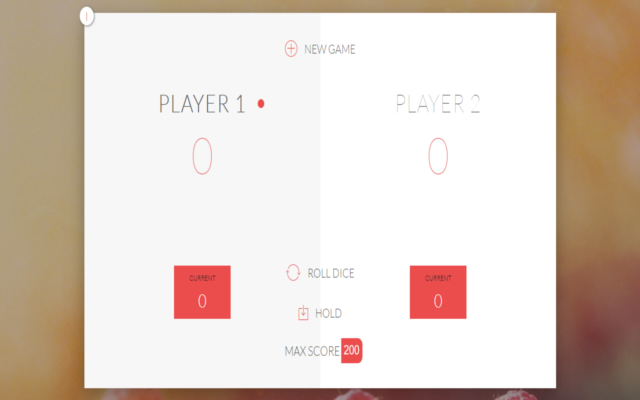 NEW GAME
PLAYER 1
PLAYER 2
0
0
CURRENT
0
CURRENT
0
ROLL DICE
HOLD
MAX SCORE 200